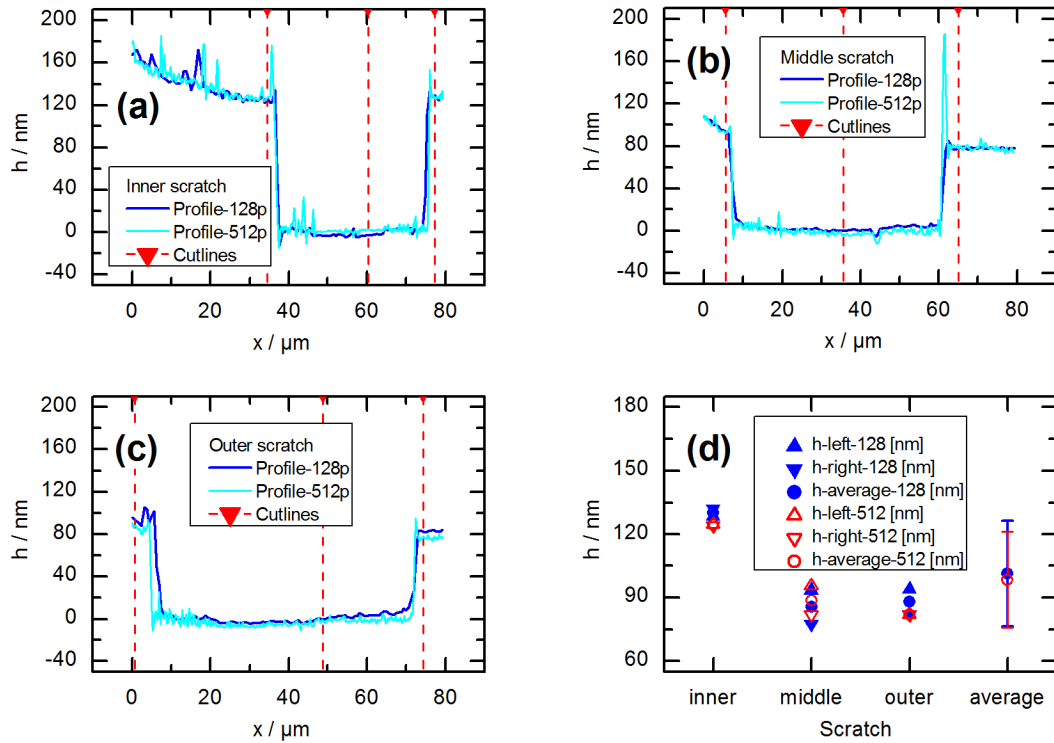 200
160
120
80
40
0
-40
h / nm
(a)
Inner scratch
Profile-128p
Profile-512p
Cutlines
0 20 40 60 80
x / µm
200
160
120
80
40
0
-40
h / nm
(b)
Middle scratch
Profile-128p
Profile-512p
Cutlines
0 20 40 60 80
x / µm
200
160
120
80
40
0
-40
h / nm
(c)
Outer scratch
Profile-128p
Profile-512p
Cutlines
0 20 40 60 80
x / µm
180
150
120
90
60
h / nm
(d)
h-left-128 [nm]
h-right-128 [nm]
h-average-128 [nm]
h-left-512 [nm]
h-right-512 [nm]
h-average-512 [nm]
inner middle outer average
Scratch